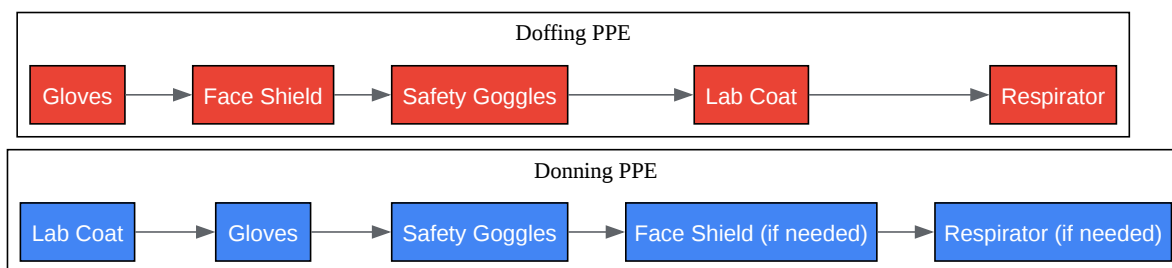 Doffing PPE
Gloves
Face Shield
Safety Goggles
Lab Coat
Respirator
Donning PPE
Lab Coat
Gloves
Safety Goggles
Face Shield (if needed)
Respirator (if needed)